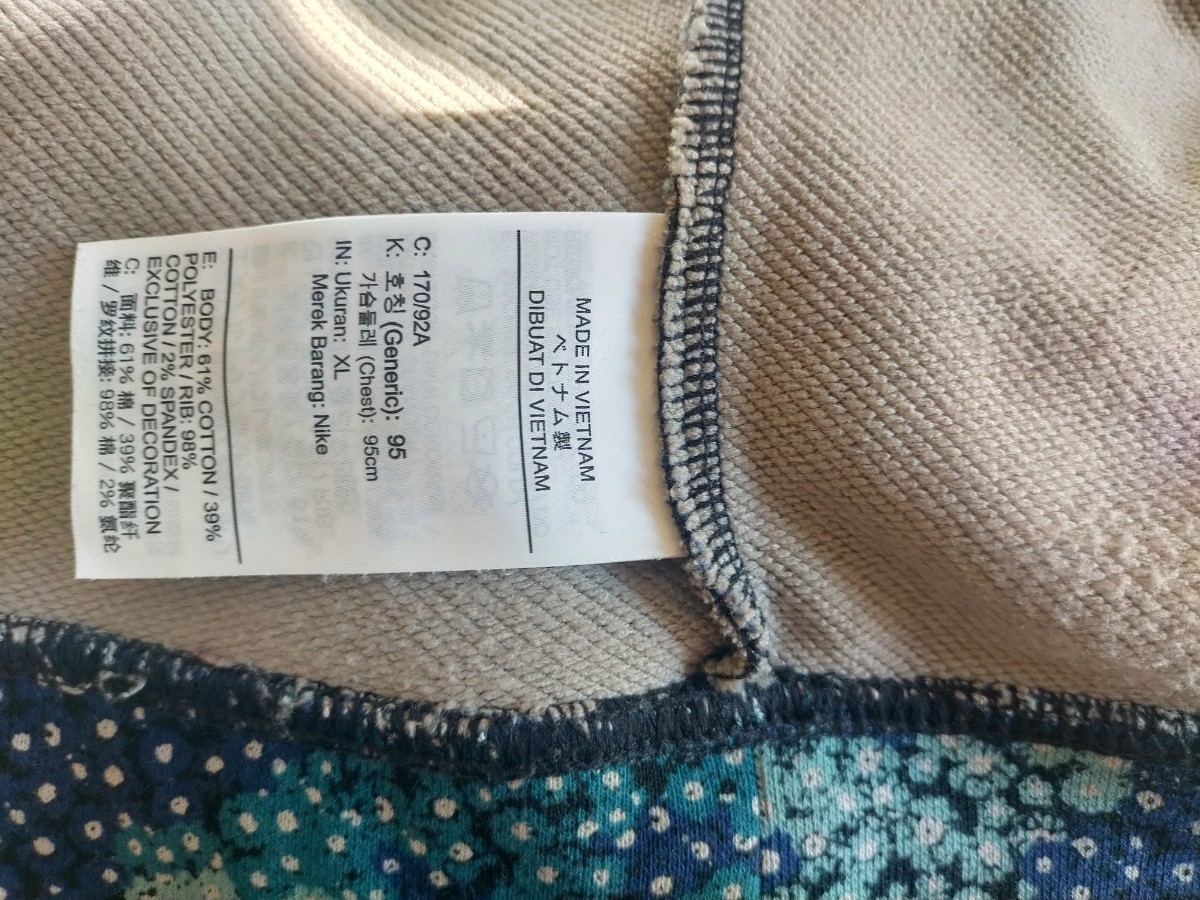 MADE IN VIETNAM
ベトナム製
DIBUAT DI VIETNAM
C: 170/92A
K: 호칭 (Generic): 95
가슴둘레 (Chest): 95cm
IN: Ukuran: XL
Merek Barang: Nike
E: BODY: 61% COTTON / 39%
POLYESTER / RIB: 98%
COTTON / 2% SPANDEX /
EXCLUSIVE OF DECORATION
C: 面料: 61% 棉 / 39% 聚酯纤
维 / 罗纹拼接: 98% 棉 / 2% 氨纶